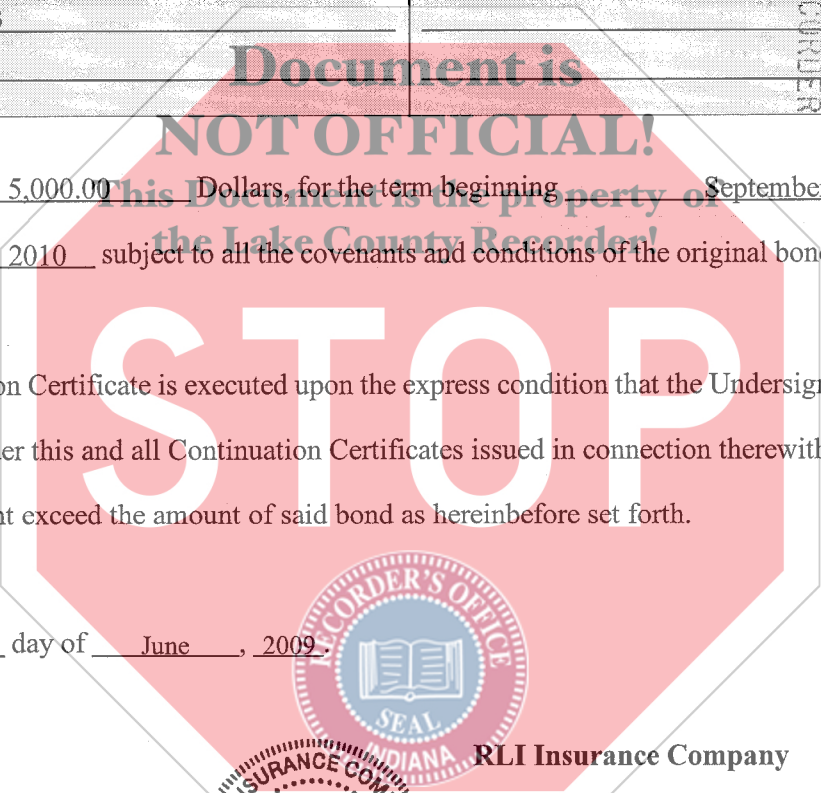 CORDER
Document is
NOT OFFICIAL!
5,000.00 Dollars, for the term beginning September
This Document is the property of
the Lake County Recorder!
2010 subject to all the covenants and conditions of the original bond
STOP
on Certificate is executed upon the express condition that the Undersign
er this and all Continuation Certificates issued in connection therewith
nt exceed the amount of said bond as hereinbefore set forth.
day of June , 2009 .
RECORDER'S OFFICE
SEAL
INDIANA
RLI Insurance Company
SURANCE COM